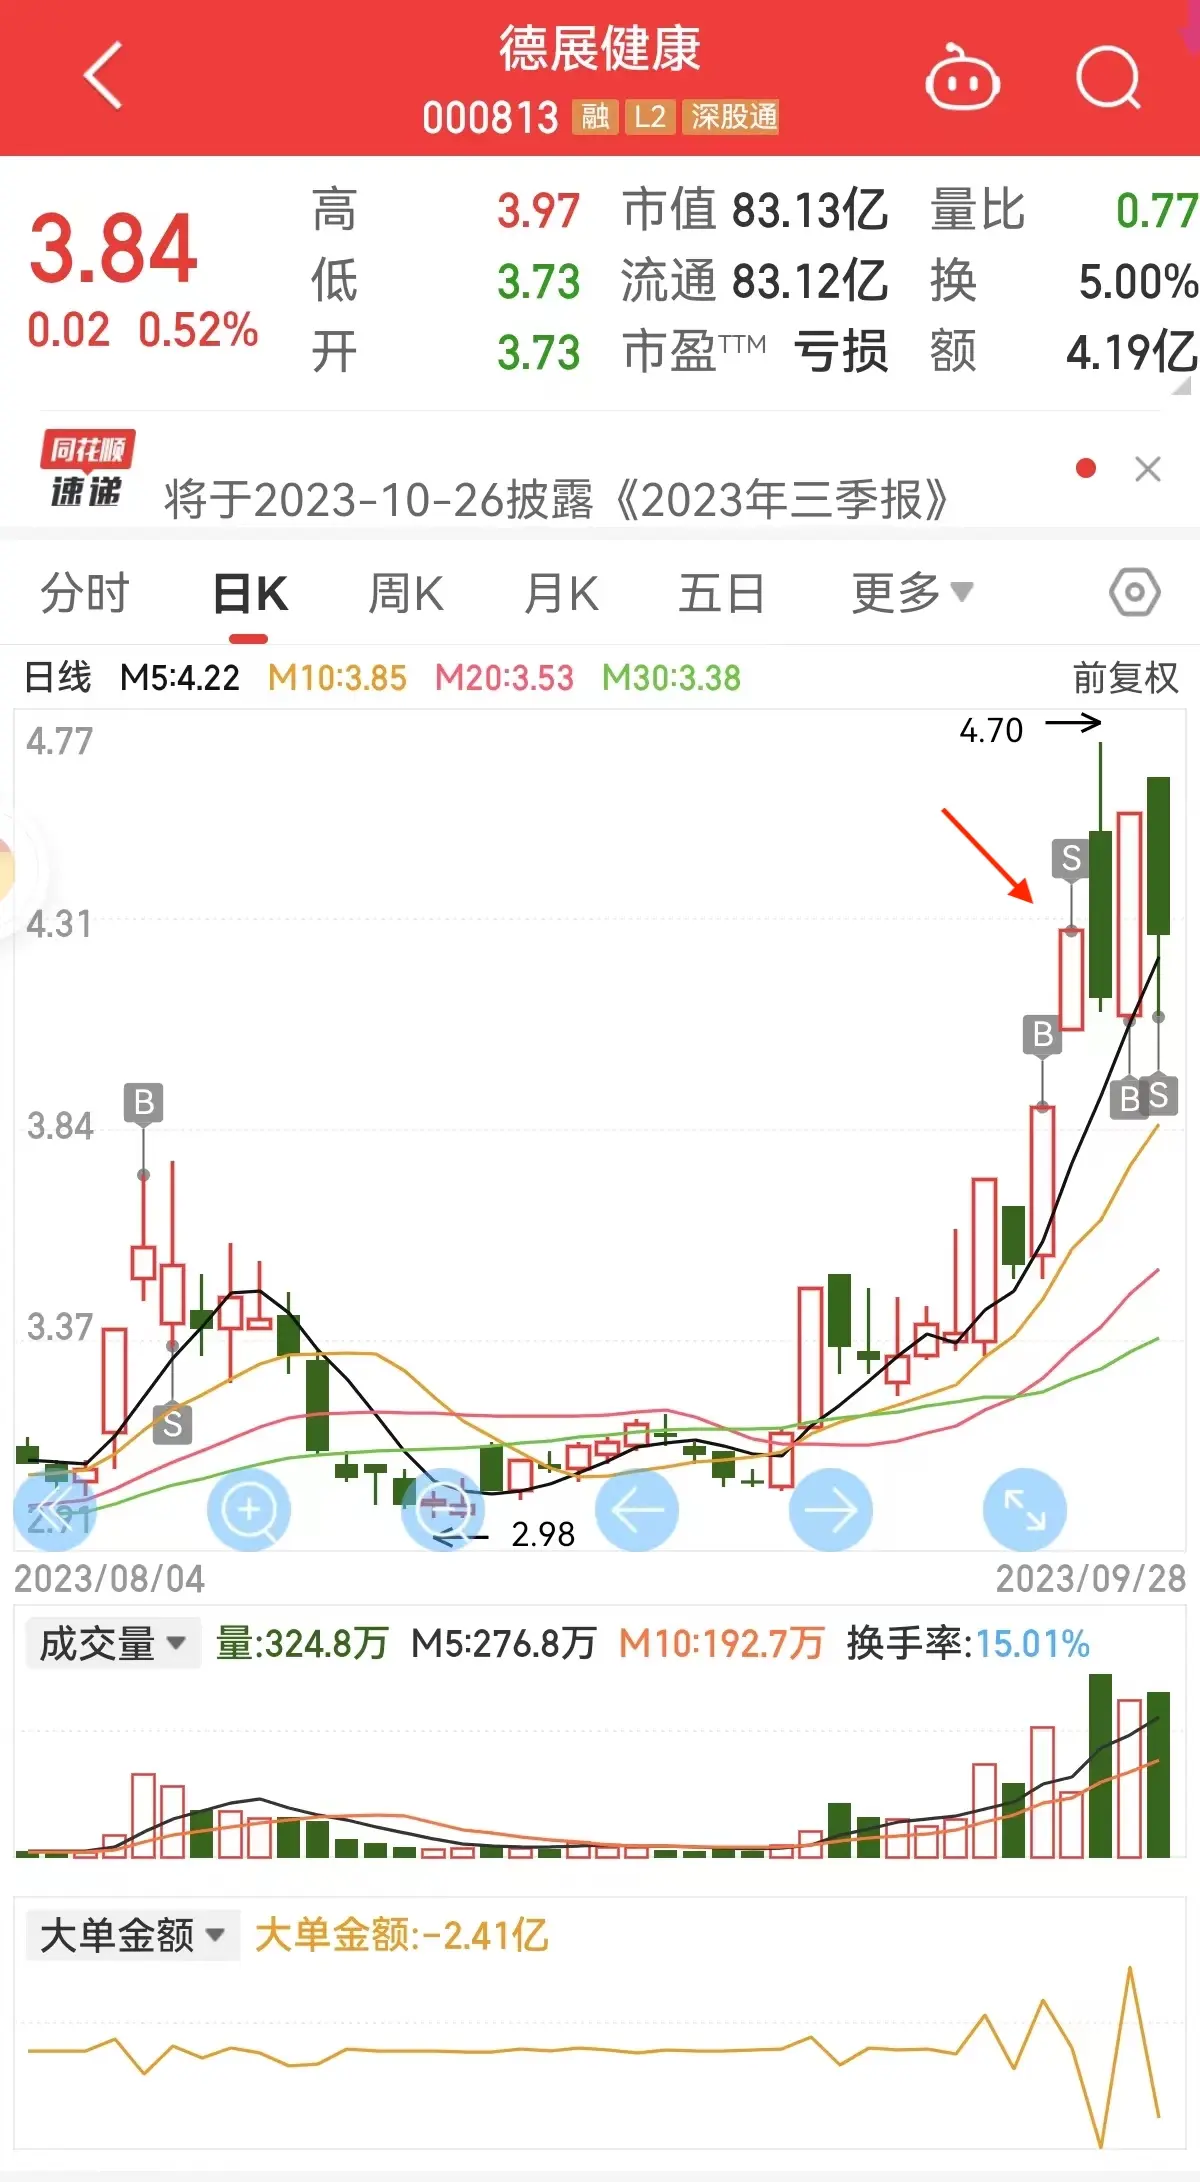 德展健康
000813 融 L2 深股通
3.84 高 3.97 市值 83.13亿 量比 0.77
低 3.73 流通 83.12亿 换 5.00%
0.02 0.52% 开 3.73 市盈TTM 亏损 额 4.19亿
同花顺
速递
将于2023-10-26披露《2023年三季报》
分时 日K 周K 月K 五日 更多
日线 M5:4.22 M10:3.85 M20:3.53 M30:3.38 前复权
4.77 4.70
S
4.31
B
B S
B
3.84
3.37
S
2.91 2.98
2023/08/04 2023/09/28
成交量 量:324.8万 M5:276.8万 M10:192.7万 换手率:15.01%
大单金额 大单金额:-2.41亿